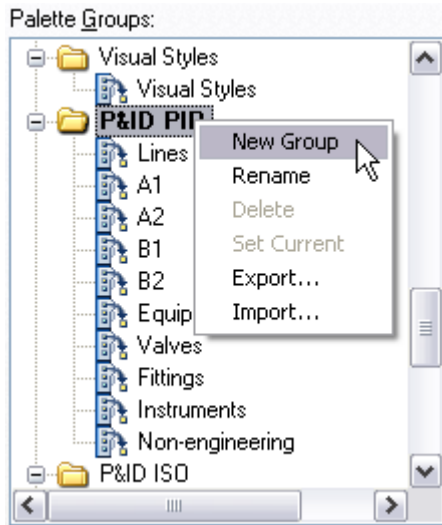 Palette Groups:
Visual Styles
Visual Styles
P&ID PIP
Lines
A1
A2
B1
B2
Equip
Valves
Fittings
Instruments
Non-engineering
P&ID ISO
New Group
Rename
Delete
Set Current
Export...
Import...